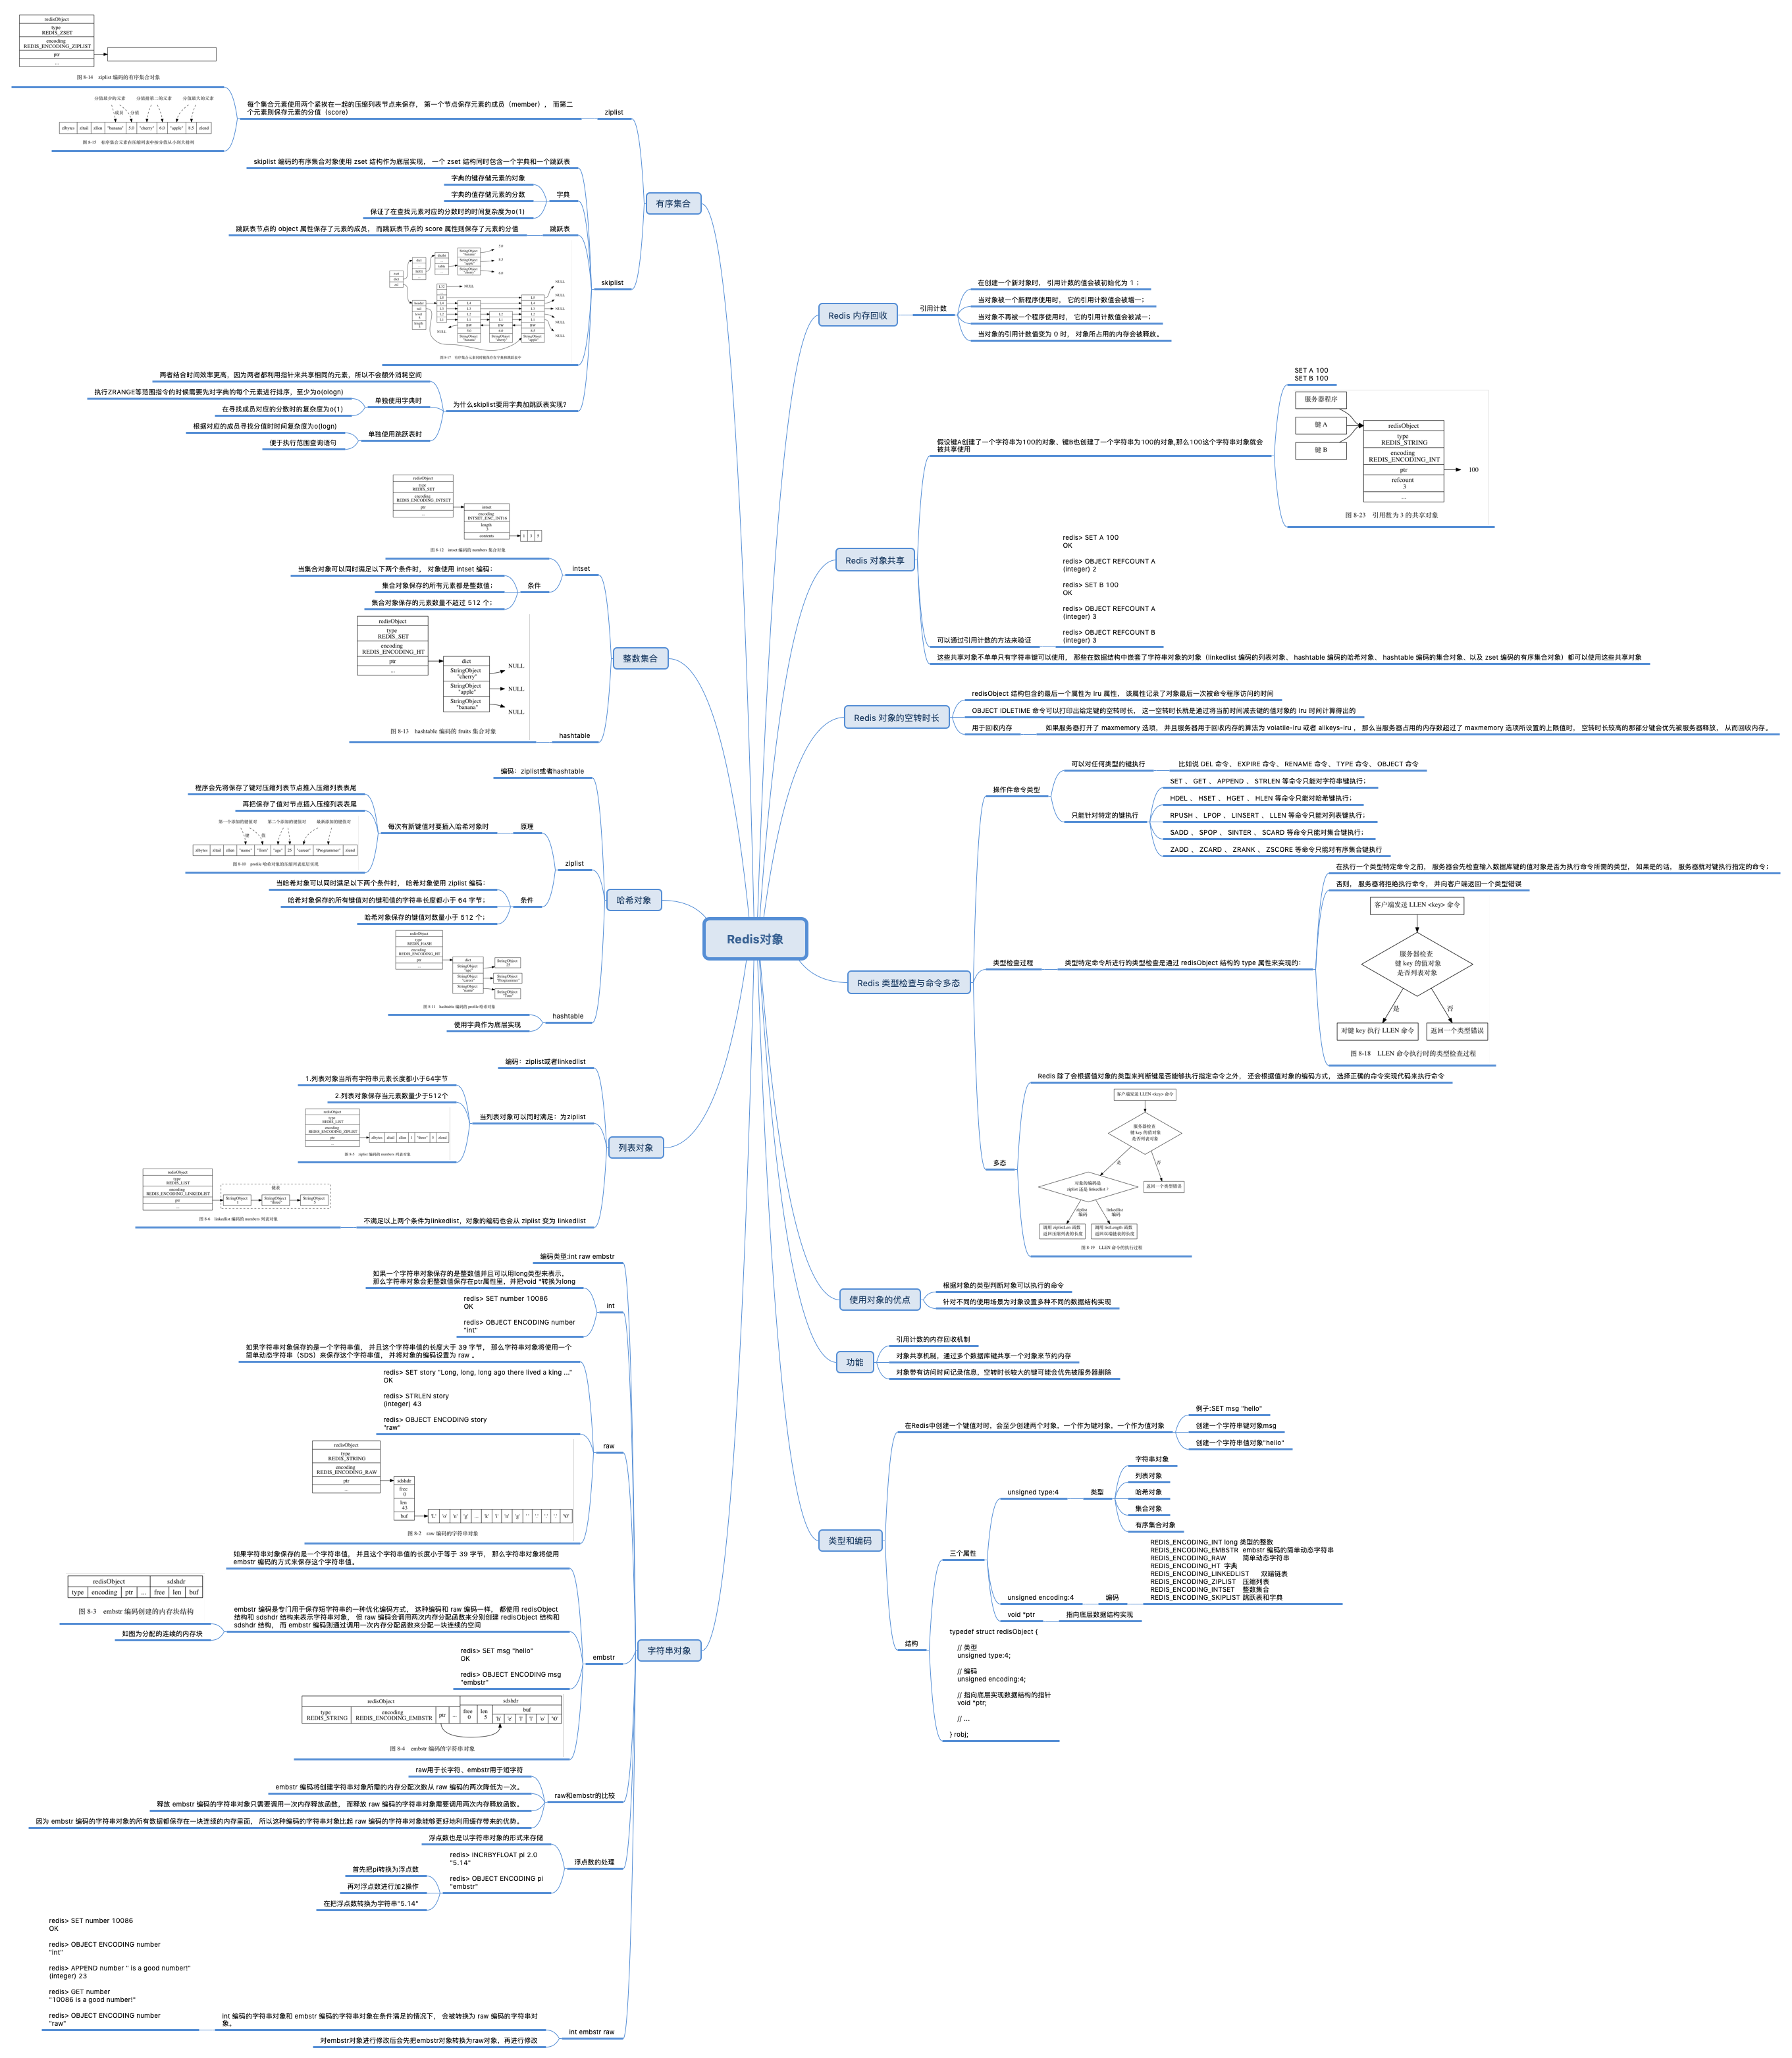 Redis对象
有序集合
ziplist
每个集合元素使用两个紧挨在一起的压缩列表节点来保存， 第一个节点保存元素的成员（member）， 而第二
个元素则保存元素的分值（score）
redisObject
type
REDIS_ZSET
encoding
REDIS_ENCODING_ZIPLIST
ptr
...
图 8-14 ziplist 编码的有序集合对象
分值最少的元素
分值排第二的元素
分值最大的元素
成员
分值
zlbytes
zltail
zllen
"banana"
5.0
"cherry"
6.0
"apple"
8.5
zlend
图 8-15 有序集合元素在压缩列表中按分值从小到大排列
skiplist
skiplist 编码的有序集合对象使用 zset 结构作为底层实现， 一个 zset 结构同时包含一个字典和一个跳跃表
字典
字典的键存储元素的对象
字典的值存储元素的分数
保证了在查找元素对应的分数时的时间复杂度为o(1)
跳跃表
跳跃表节点的 object 属性保存了元素的成员， 而跳跃表节点的 score 属性则保存了元素的分值
图 8-17 有序集合元素同时被保存在字典和跳跃表中
为什么skiplist要用字典加跳跃表实现?
两者结合时间效率更高，因为两者都利用指针来共享相同的元素，所以不会额外消耗空间
单独使用字典时
执行ZRANGE等范围指令的时候需要先对字典的每个元素进行排序，至少为o(ologn)
在寻找成员对应的分数时的复杂度为o(1)
单独使用跳跃表时
根据对应的成员寻找分值时时间复杂度为o(logn)
便于执行范围查询语句
整数集合
intset
redisObject
type
REDIS_SET
encoding
REDIS_ENCODING_INTSET
ptr
...
intset
encoding
INTSET_ENC_INT16
length
3
contents
1
3
5
图 8-12 intset 编码的 numbers 集合对象
条件
当集合对象可以同时满足以下两个条件时， 对象使用 intset 编码：
集合对象保存的所有元素都是整数值；
集合对象保存的元素数量不超过 512 个；
hashtable
redisObject
type
REDIS_SET
encoding
REDIS_ENCODING_HT
ptr
...
dict
StringObject
"cherry"
StringObject
"apple"
StringObject
"banana"
NULL
NULL
NULL
图 8-13 hashtable 编码的 fruits 集合对象
哈希对象
编码：ziplist或者hashtable
ziplist
原理
每次有新键值对要插入哈希对象时
程序会先将保存了键对压缩列表节点推入压缩列表表尾
再把保存了值对节点插入压缩列表表尾
第一个添加的键值对
第二个添加的键值对
最新添加的键值对
键
值
zlbytes
zltail
zllen
"name"
"Tom"
"age"
25
"career"
"Programmer"
zlend
图 8-10 profile 哈希对象的压缩列表底层实现
条件
当哈希对象可以同时满足以下两个条件时， 哈希对象使用 ziplist 编码：
哈希对象保存的所有键值对的键和值的字符串长度都小于 64 字节；
哈希对象保存的键值对数量小于 512 个；
hashtable
redisObject
type
REDIS_HASH
encoding
REDIS_ENCODING_HT
ptr
...
dict
StringObject
"age"
StringObject
"career"
StringObject
"name"
StringObject
25
StringObject
"Programmer"
StringObject
"Tom"
图 8-11 hashtable 编码的 profile 哈希对象
使用字典作为底层实现
列表对象
编码：ziplist或者linkedlist
当列表对象可以同时满足：为ziplist
1.列表对象当所有字符串元素长度都小于64字节
2.列表对象保存当元素数量少于512个
redisObject
type
REDIS_LIST
encoding
REDIS_ENCODING_ZIPLIST
ptr
...
zlbytes
zltail
zllen
1
"three"
5
zlend
图 8-5 ziplist 编码的 numbers 列表对象
不满足以上两个条件为linkedlist，对象的编码也会从 ziplist 变为 linkedlist
redisObject
type
REDIS_LIST
encoding
REDIS_ENCODING_LINKEDLIST
ptr
...
链表
StringObject
1
StringObject
"three"
StringObject
5
图 8-6 linkedlist 编码的 numbers 列表对象
字符串对象
编码类型:int raw embstr
int
如果一个字符串对象保存的是整数值并且可以用long类型来表示，
那么字符串对象会把整数值保存在ptr属性里，并把void *转换为long
redis> SET number 10086
OK
redis> OBJECT ENCODING number
"int"
raw
如果字符串对象保存的是一个字符串值， 并且这个字符串值的长度大于 39 字节， 那么字符串对象将使用一个
简单动态字符串（SDS）来保存这个字符串值， 并将对象的编码设置为 raw 。
redis> SET story "Long, long, long ago there lived a king ..."
OK
redis> STRLEN story
(integer) 43
redis> OBJECT ENCODING story
"raw"
redisObject
type
REDIS_STRING
encoding
REDIS_ENCODING_RAW
ptr
...
sdshdr
free
0
len
43
buf
图 8-2 raw 编码的字符串对象
embstr
如果字符串对象保存的是一个字符串值， 并且这个字符串值的长度小于等于 39 字节， 那么字符串对象将使用
embstr 编码的方式来保存这个字符串值。
embstr 编码是专门用于保存短字符串的一种优化编码方式， 这种编码和 raw 编码一样， 都使用 redisObject
结构和 sdshdr 结构来表示字符串对象， 但 raw 编码会调用两次内存分配函数来分别创建 redisObject 结构和
sdshdr 结构， 而 embstr 编码则通过调用一次内存分配函数来分配一块连续的空间
redisObject
sdshdr
type
encoding
ptr
...
free
len
buf
图 8-3 embstr 编码创建的内存块结构
如图为分配的连续的内存块
redis> SET msg "hello"
OK
redis> OBJECT ENCODING msg
"embstr"
redisObject
sdshdr
type
REDIS_STRING
encoding
REDIS_ENCODING_EMBSTR
ptr
...
free
0
len
5
buf
'h'
'e'
'l'
'l'
'o'
'\0'
图 8-4 embstr 编码的字符串对象
raw和embstr的比较
raw用于长字符、embstr用于短字符
embstr 编码将创建字符串对象所需的内存分配次数从 raw 编码的两次降低为一次。
释放 embstr 编码的字符串对象只需要调用一次内存释放函数， 而释放 raw 编码的字符串对象需要调用两次内存释放函数。
因为 embstr 编码的字符串对象的所有数据都保存在一块连续的内存里面， 所以这种编码的字符串对象比起 raw 编码的字符串对象能够更好地利用缓存带来的优势。
浮点数的处理
浮点数也是以字符串对象的形式来存储
redis> INCRBYFLOAT pi 2.0
"5.14"
redis> OBJECT ENCODING pi
"embstr"
首先把pi转换为浮点数
再对浮点数进行加2操作
在把浮点数转换为字符串"5.14"
int embstr raw
int 编码的字符串对象和 embstr 编码的字符串对象在条件满足的情况下， 会被转换为 raw 编码的字符串对
象。
redis> SET number 10086
OK
redis> OBJECT ENCODING number
"int"
redis> APPEND number " is a good number!"
(integer) 23
redis> GET number
"10086 is a good number!"
redis> OBJECT ENCODING number
"raw"
对embstr对象进行修改后会先把embstr对象转换为raw对象，再进行修改
Redis 内存回收
引用计数
在创建一个新对象时， 引用计数的值会被初始化为 1 ；
当对象被一个新程序使用时， 它的引用计数值会被增一；
当对象不再被一个程序使用时， 它的引用计数值会被减一；
当对象的引用计数值变为 0 时， 对象所占用的内存会被释放。
Redis 对象共享
假设键A创建了一个字符串为100的对象、键B也创建了一个字符串为100的对象,那么100这个字符串对象就会
被共享使用
SET A 100
SET B 100
服务器程序
键 A
键 B
redisObject
type
REDIS_STRING
encoding
REDIS_ENCODING_INT
ptr
refcount
3
...
100
图 8-23 引用数为 3 的共享对象
可以通过引用计数的方法来验证
redis> SET A 100
OK
redis> OBJECT REFCOUNT A
(integer) 2
redis> SET B 100
OK
redis> OBJECT REFCOUNT A
(integer) 3
redis> OBJECT REFCOUNT B
(integer) 3
这些共享对象不单单只有字符串键可以使用， 那些在数据结构中嵌套了字符串对象的对象（linkedlist 编码的列表对象、 hashtable 编码的哈希对象、 hashtable 编码的集合对象、以及 zset 编码的有序集合对象）都可以使用这些共享对象
Redis 对象的空转时长
redisObject 结构包含的最后一个属性为 lru 属性， 该属性记录了对象最后一次被命令程序访问的时间
OBJECT IDLETIME 命令可以打印出给定键的空转时长， 这一空转时长就是通过将当前时间减去键的值对象的 lru 时间计算得出的
用于回收内存
如果服务器打开了 maxmemory 选项， 并且服务器用于回收内存的算法为 volatile-lru 或者 allkeys-lru ， 那么当服务器占用的内存数超过了 maxmemory 选项所设置的上限值时， 空转时长较高的那部分键会优先被服务器释放， 从而回收内存。
Redis 类型检查与命令多态
操作件命令类型
可以对任何类型的键执行
比如说 DEL 命令、 EXPIRE 命令、 RENAME 命令、 TYPE 命令、 OBJECT 命令
只能针对特定的键执行
SET 、 GET 、 APPEND 、 STRLEN 等命令只能对字符串键执行；
HDEL 、 HSET 、 HGET 、 HLEN 等命令只能对哈希键执行；
RPUSH 、 LPOP 、 LINSERT 、 LLEN 等命令只能对列表键执行；
SADD 、 SPOP 、 SINTER 、 SCARD 等命令只能对集合键执行；
ZADD 、 ZCARD 、 ZRANK 、 ZSCORE 等命令只能对有序集合键执行
类型检查过程
类型特定命令所进行的类型检查是通过 redisObject 结构的 type 属性来实现的：
在执行一个类型特定命令之前， 服务器会先检查输入数据库键的值对象是否为执行命令所需的类型， 如果是的话， 服务器就对键执行指定的命令；
否则， 服务器将拒绝执行命令， 并向客户端返回一个类型错误
客户端发送 LLEN <key> 命令
服务器检查
键 key 的值对象
是否列表对象
是
否
对键 key 执行 LLEN 命令
返回一个类型错误
图 8-18 LLEN 命令执行时的类型检查过程
多态
Redis 除了会根据值对象的类型来判断键是否能够执行指定命令之外， 还会根据值对象的编码方式， 选择正确的命令实现代码来执行命令
客户端发送 LLEN <key> 命令
服务器检查
键 key 的值对象
是否列表对象
是
否
对象的编码是
ziplist 还是 linkedlist ?
返回一个类型错误
ziplist
编码
linkedlist
编码
调用 ziplistLen 函数
返回压缩列表的长度
调用 listLength 函数
返回双端链表的长度
图 8-19 LLEN 命令的执行过程
使用对象的优点
根据对象的类型判断对象可以执行的命令
针对不同的使用场景为对象设置多种不同的数据结构实现
功能
引用计数的内存回收机制
对象共享机制，通过多个数据库键共享一个对象来节约内存
对象带有访问时间记录信息，空转时长较大的键可能会优先被服务器删除
类型和编码
在Redis中创建一个键值对时，会至少创建两个对象，一个作为键对象，一个作为值对象
例子:SET msg "hello"
创建一个字符串键对象msg
创建一个字符串值对象"hello"
结构
三个属性
unsigned type:4
类型
字符串对象
列表对象
哈希对象
集合对象
有序集合对象
unsigned encoding:4
编码
REDIS_ENCODING_INT long 类型的整数
REDIS_ENCODING_EMBSTR embstr 编码的简单动态字符串
REDIS_ENCODING_RAW 简单动态字符串
REDIS_ENCODING_HT 字典
REDIS_ENCODING_LINKEDLIST 双端链表
REDIS_ENCODING_ZIPLIST 压缩列表
REDIS_ENCODING_INTSET 整数集合
REDIS_ENCODING_SKIPLIST 跳跃表和字典
void *ptr
指向底层数据结构实现
typedef struct redisObject {
// 类型
unsigned type:4;
// 编码
unsigned encoding:4;
// 指向底层实现数据结构的指针
void *ptr;
// ...
} robj;